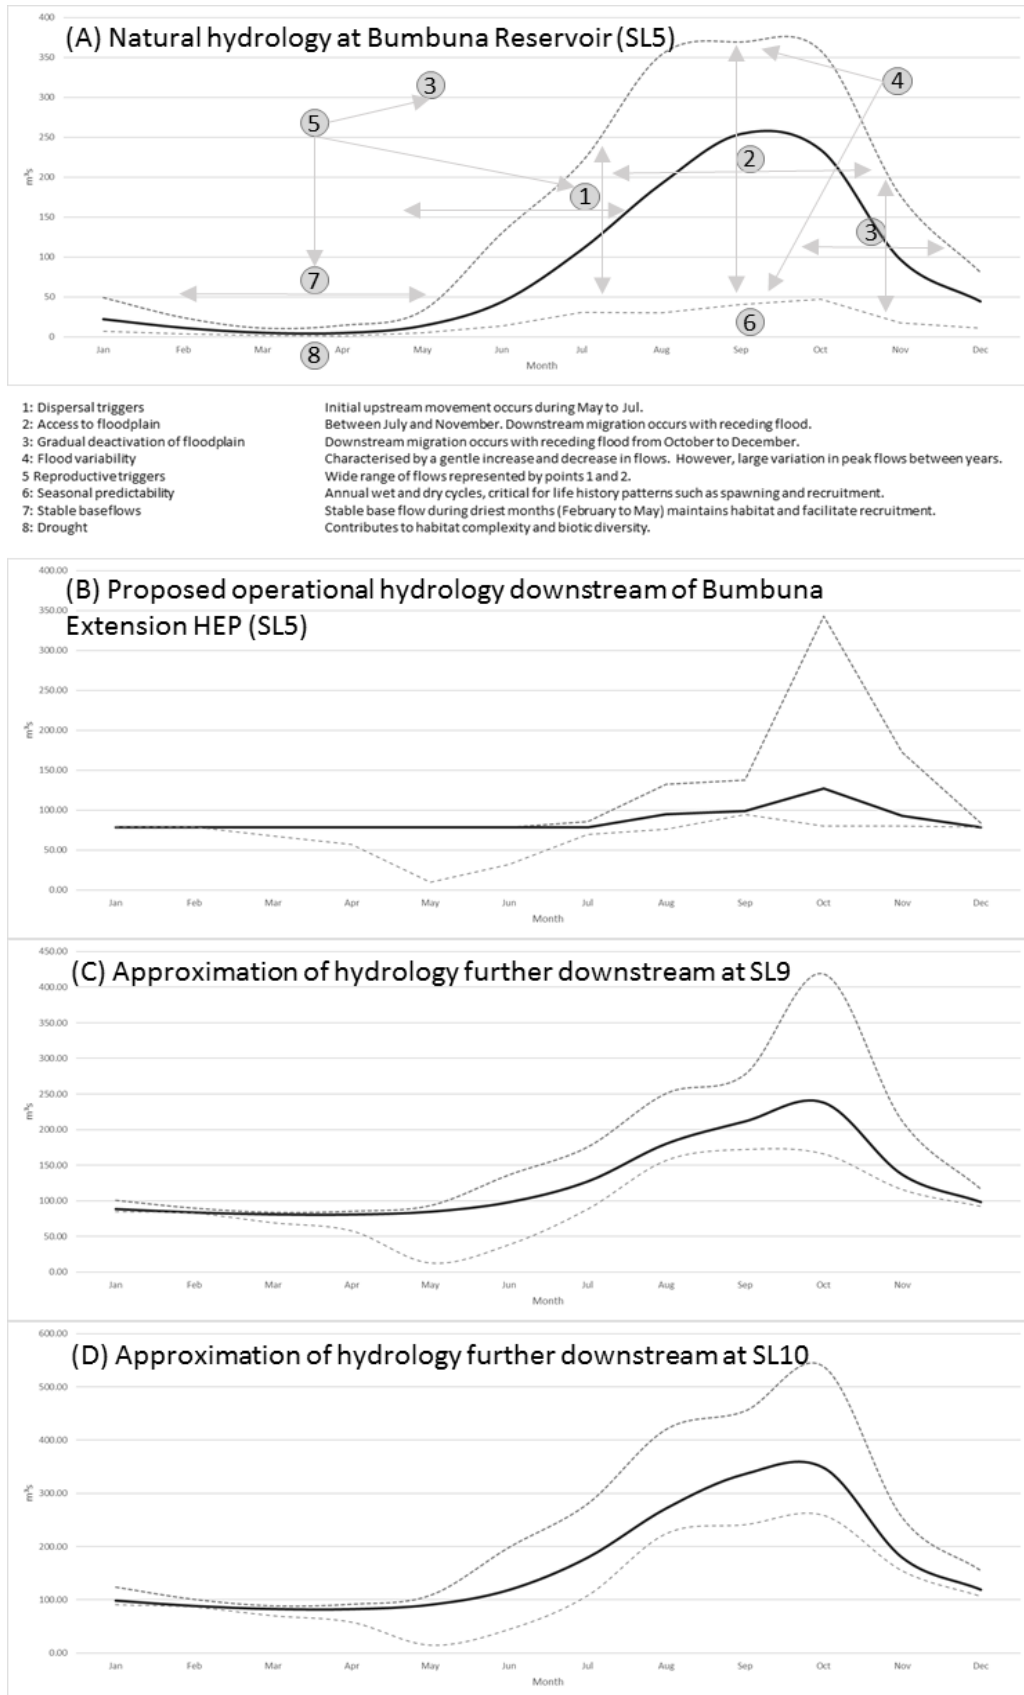 400
(A) Natural hydrology at Bumbuna Reservoir (SL5)
350
3
4
300
5
250
2
m³s
200
1
150
3
100
7
50
6
0
Jan Feb Mar Apr May Jun Jul Aug Sep Oct Nov Dec
8
Month
1: Dispersal triggers Initial upstream movement occurs during May to Jul.
2: Access to floodplain Between July and November. Downstream migration occurs with receding flood.
3: Gradual deactivation of floodplain Downstream migration occurs with receding flood from October to December.
4: Flood variability Characterised by a gentle increase and decrease in flows. However, large variation in peak flows between years.
5 Reproductive triggers Wide range of flows represented by points 1 and 2.
6: Seasonal predictability Annual wet and dry cycles, critical for life history patterns such as spawning and recruitment.
7: Stable baseflows Stable base flow during driest months (February to May) maintains habitat and facilitate recruitment.
8: Drought Contributes to habitat complexity and biotic diversity.
400.00
(B) Proposed operational hydrology downstream of Bumbuna
350.00
Extension HEP (SL5)
300.00
250.00
200.00
m³s
150.00
100.00
50.00
0.00
Jan Feb Mar Apr May Jun Jul Aug Sep Oct Nov Dec
Month
450.00
(C) Approximation of hydrology further downstream at SL9
400.00
350.00
300.00
250.00
m³s
200.00
150.00
100.00
50.00
0.00
Jan Feb Mar Apr May Jun Jul Aug Sep Oct Nov
Month
600.00
(D) Approximation of hydrology further downstream at SL10
500.00
400.00
300.00
m³s
200.00
100.00
0.00
Jan Feb Mar Apr May Jun Jul Aug Sep Oct Nov Dec
Month